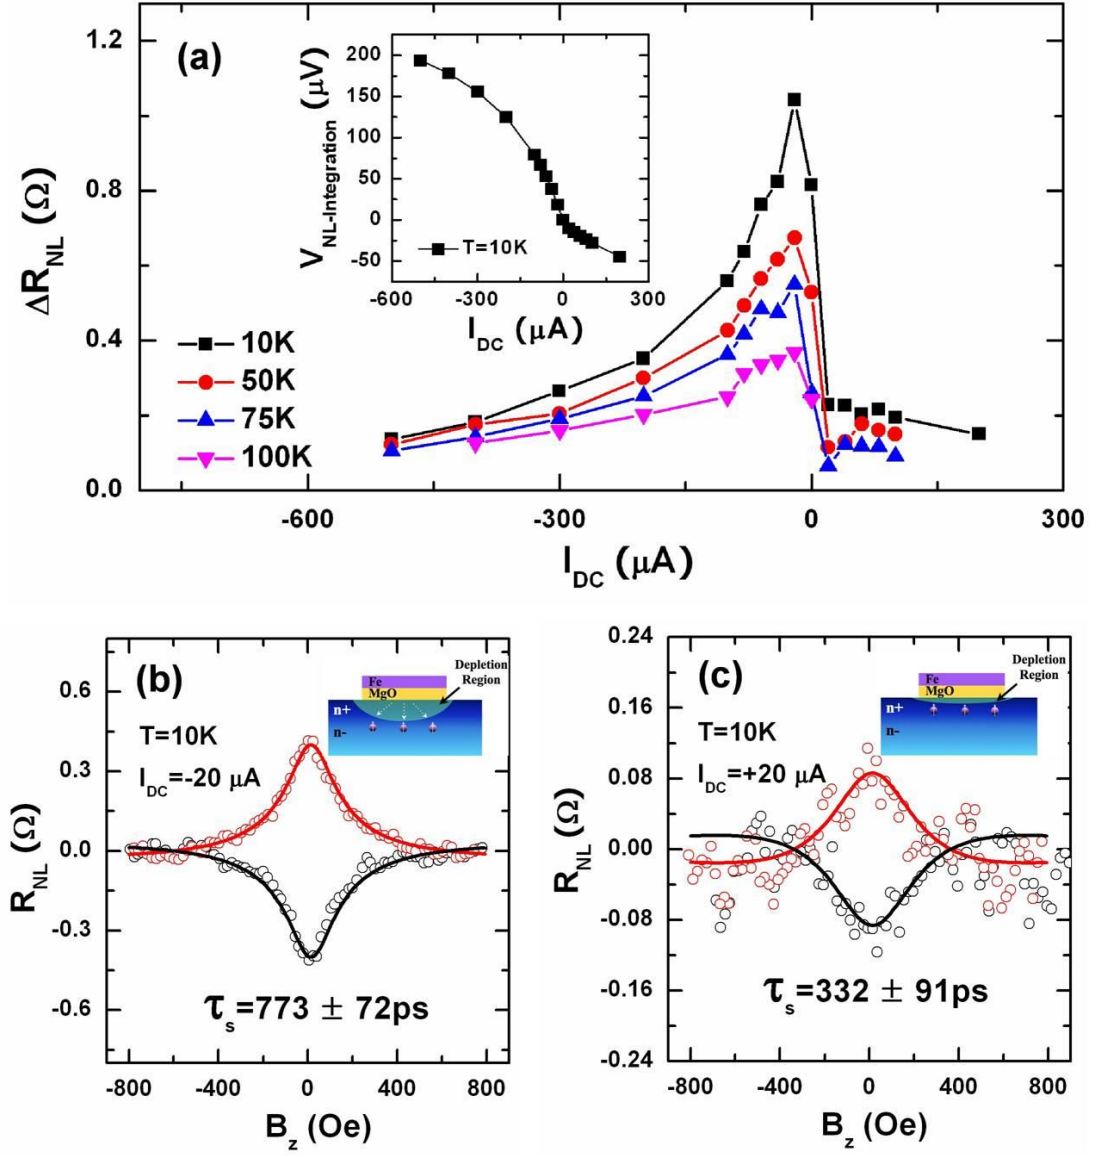 (a)
1.2
0.8
0.4
0.0
ΔR_NL (Ω)
-600 -300 0 300
I_DC (μA)
10K
50K
75K
100K
200
150
100
50
0
-50
V_NL-Integration (μV)
T=10K
-600 -300 0 300
I_DC (μA)
(b)
T=10K
I_DC=-20 μA
Depletion
Region
Fe
MgO
n+
n-
0.6
0.3
0.0
-0.3
-0.6
R_NL (Ω)
τ_s=773 ± 72ps
-800 -400 0 400 800
B_z (Oe)
(c)
T=10K
I_DC=+20 μA
Depletion
Region
Fe
MgO
n+
n-
0.24
0.16
0.08
0.00
-0.08
-0.16
-0.24
R_NL (Ω)
τ_s=332 ± 91ps
-800 -400 0 400 800
B_z (Oe)